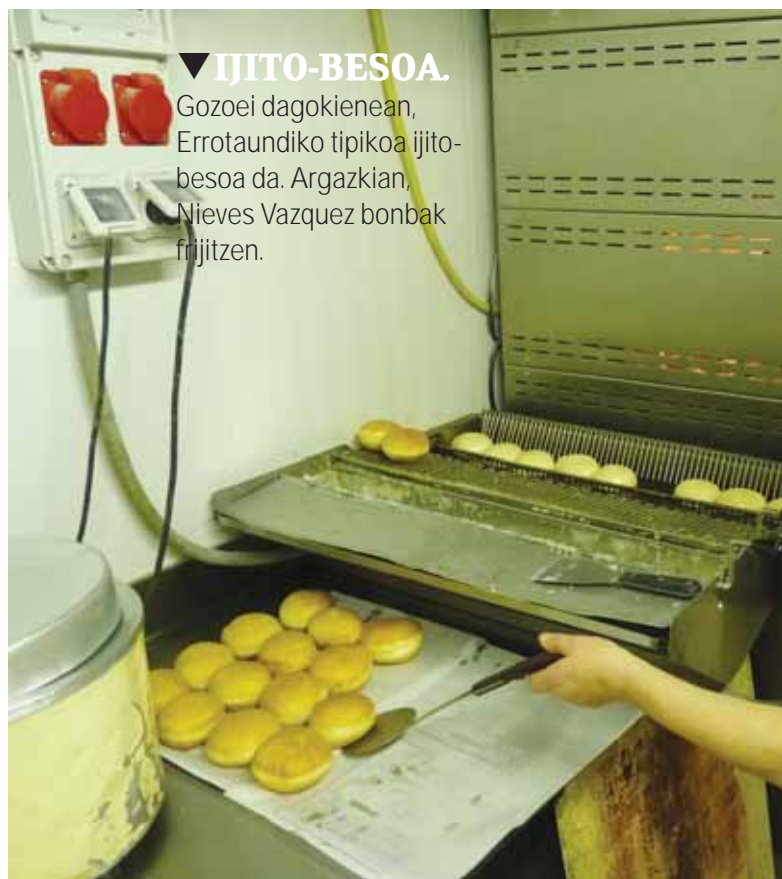 ▼IJITO-BESOA.
Gozoei dagokienean,
Errotaundiko tipikoa ijito-
besoa da. Argazkian,
Nieves Vazquez bonbak
frijitzen.